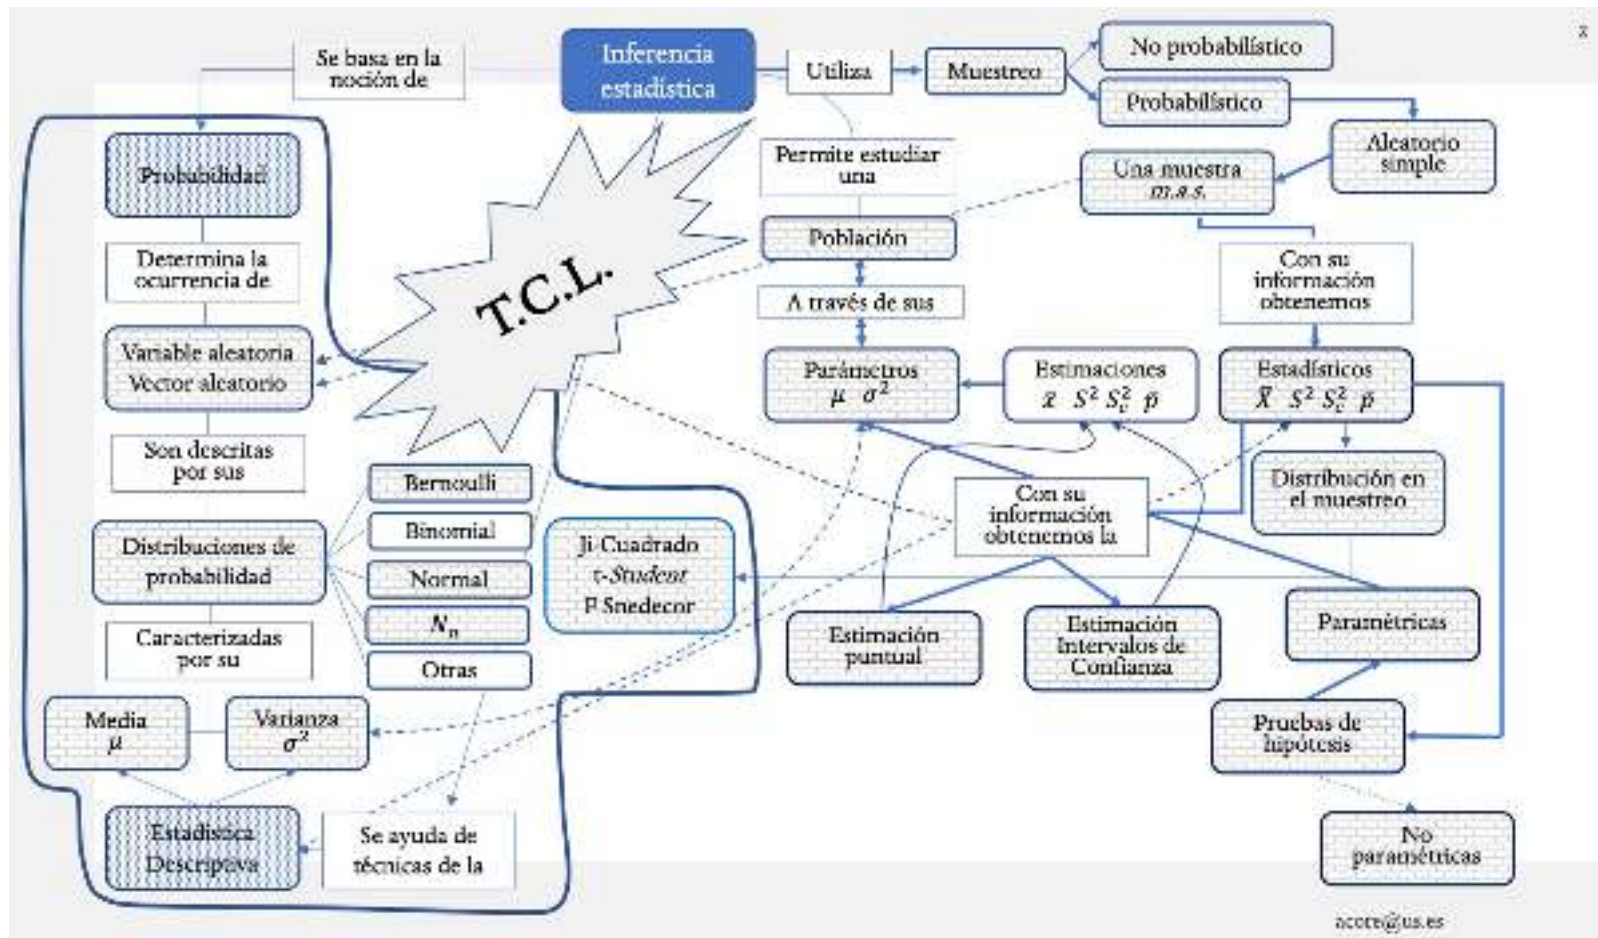 Inferencia
estadística
2
Se basa en la
noción de
Utiliza
Muestreo
No probabilístico
Probabilístico
Aleatorio
simple
Una muestra
m.a.s.
Permite estudiar
una
Población
A través de sus
Parámetros
μ σ²
Con su
información
obtenemos
Estimaciones
x̄ S² S_c² p̂
Estadísticos
X̄ S² S_c² p̂
Distribución en
el muestreo
T.C.L.
Probabilidad
Determina la
ocurrencia de
Variable aleatoria
Vector aleatorio
Son descritas
por sus
Distribuciones de
probabilidad
Caracterizadas
por su
Bernoulli
Binomial
Normal
N_n
Otras
Ji-Cuadrado
t-Student
F Snedecor
Con su
información
obtenemos la
Estimación
puntual
Estimación
Intervalos de
Confianza
Paramétricas
Pruebas de
hipótesis
No
paramétricas
Media
μ
Varianza
σ²
Estadística
Descriptiva
Se ayuda de
técnicas de la
acore@us.es